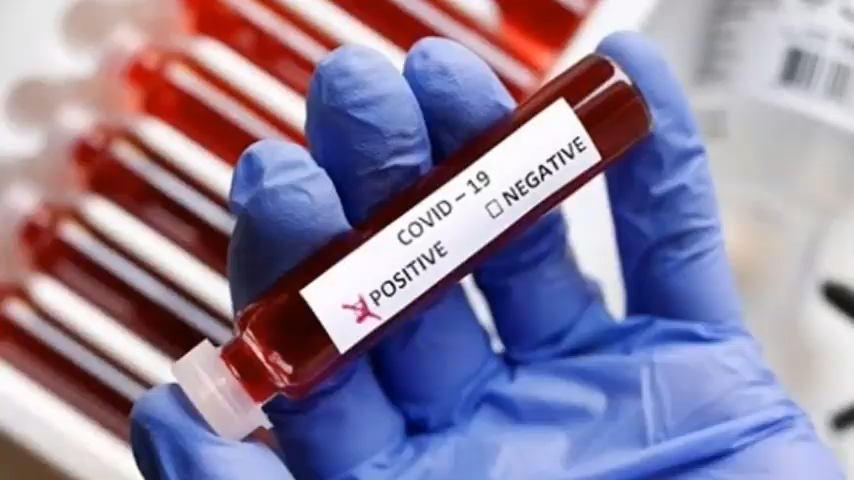 COVID – 19
POSITIVE ☐ NEGATIVE